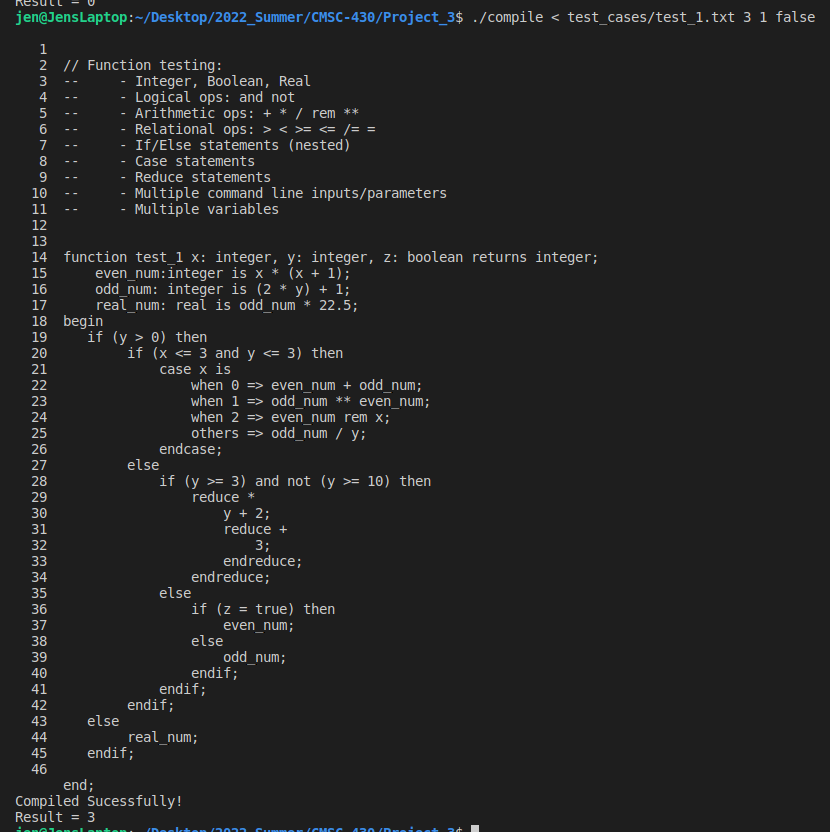 Result = 0
jen@JensLaptop:~/Desktop/2022_Summer/CMSC-430/Project_3$ ./compile < test_cases/test_1.txt 3 1 false
1
2 // Function testing:
3 -- - Integer, Boolean, Real
4 -- - Logical ops: and not
5 -- - Arithmetic ops: + * / rem **
6 -- - Relational ops: > < >= <= /= =
7 -- - If/Else statements (nested)
8 -- - Case statements
9 -- - Reduce statements
10 -- - Multiple command line inputs/parameters
11 -- - Multiple variables
12
13
14 function test_1 x: integer, y: integer, z: boolean returns integer;
15 even_num:integer is x * (x + 1);
16 odd_num: integer is (2 * y) + 1;
17 real_num: real is odd_num * 22.5;
18 begin
19 if (y > 0) then
20 if (x <= 3 and y <= 3) then
21 case x is
22 when 0 => even_num + odd_num;
23 when 1 => odd_num ** even_num;
24 when 2 => even_num rem x;
25 others => odd_num / y;
26 endcase;
27 else
28 if (y >= 3) and not (y >= 10) then
29 reduce *
30 y + 2;
31 reduce +
32 3;
33 endreduce;
34 endreduce;
35 else
36 if (z = true) then
37 even_num;
38 else
39 odd_num;
40 endif;
41 endif;
42 endif;
43 else
44 real_num;
45 endif;
46
end;
Compiled Sucessfully!
Result = 3
jen@JensLaptop:~/Desktop/2022_Summer/CMSC-430/Project_3$